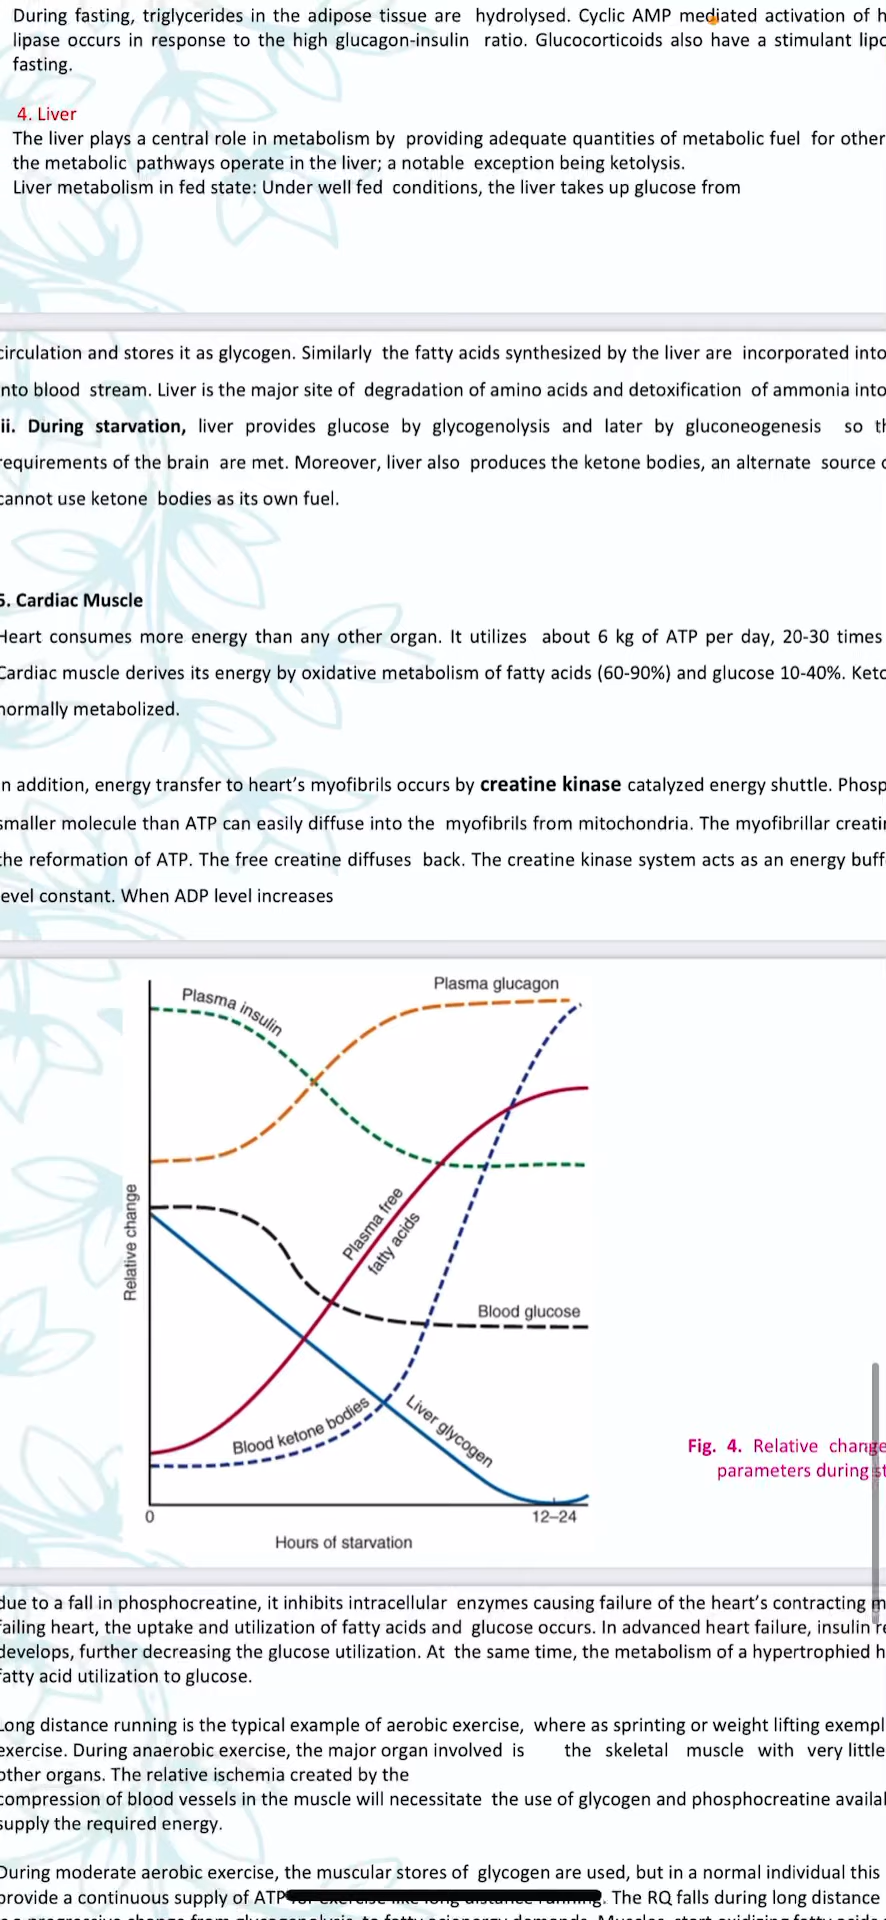 During fasting, triglycerides in the adipose tissue are hydrolysed. Cyclic AMP mediated activation of h
lipase occurs in response to the high glucagon-insulin ratio. Glucocorticoids also have a stimulant lipo
fasting.
4. Liver
The liver plays a central role in metabolism by providing adequate quantities of metabolic fuel for other
the metabolic pathways operate in the liver; a notable exception being ketolysis.
Liver metabolism in fed state: Under well fed conditions, the liver takes up glucose from
circulation and stores it as glycogen. Similarly the fatty acids synthesized by the liver are incorporated into
nto blood stream. Liver is the major site of degradation of amino acids and detoxification of ammonia into
ii. During starvation, liver provides glucose by glycogenolysis and later by gluconeogenesis so th
requirements of the brain are met. Moreover, liver also produces the ketone bodies, an alternate source
cannot use ketone bodies as its own fuel.
5. Cardiac Muscle
Heart consumes more energy than any other organ. It utilizes about 6 kg of ATP per day, 20-30 times
Cardiac muscle derives its energy by oxidative metabolism of fatty acids (60-90%) and glucose 10-40%. Keto
normally metabolized.
n addition, energy transfer to heart's myofibrils occurs by creatine kinase catalyzed energy shuttle. Phosp
smaller molecule than ATP can easily diffuse into the myofibrils from mitochondria. The myofibrillar creatin
the reformation of ATP. The free creatine diffuses back. The creatine kinase system acts as an energy buff
evel constant. When ADP level increases
Plasma glucagon
Plasma insulin
Relative change
Plasma free
fatty acids
Blood glucose
Blood ketone bodies
Liver glycogen
0
12–24
Hours of starvation
Fig. 4. Relative change
parameters during st
due to a fall in phosphocreatine, it inhibits intracellular enzymes causing failure of the heart's contracting m
failing heart, the uptake and utilization of fatty acids and glucose occurs. In advanced heart failure, insulin re
develops, further decreasing the glucose utilization. At the same time, the metabolism of a hypertrophied h
fatty acid utilization to glucose.
Long distance running is the typical example of aerobic exercise, where as sprinting or weight lifting exempl
exercise. During anaerobic exercise, the major organ involved is the skeletal muscle with very little
other organs. The relative ischemia created by the
compression of blood vessels in the muscle will necessitate the use of glycogen and phosphocreatine availal
supply the required energy.
During moderate aerobic exercise, the muscular stores of glycogen are used, but in a normal individual this
provide a continuous supply of ATP The RQ falls during long distance